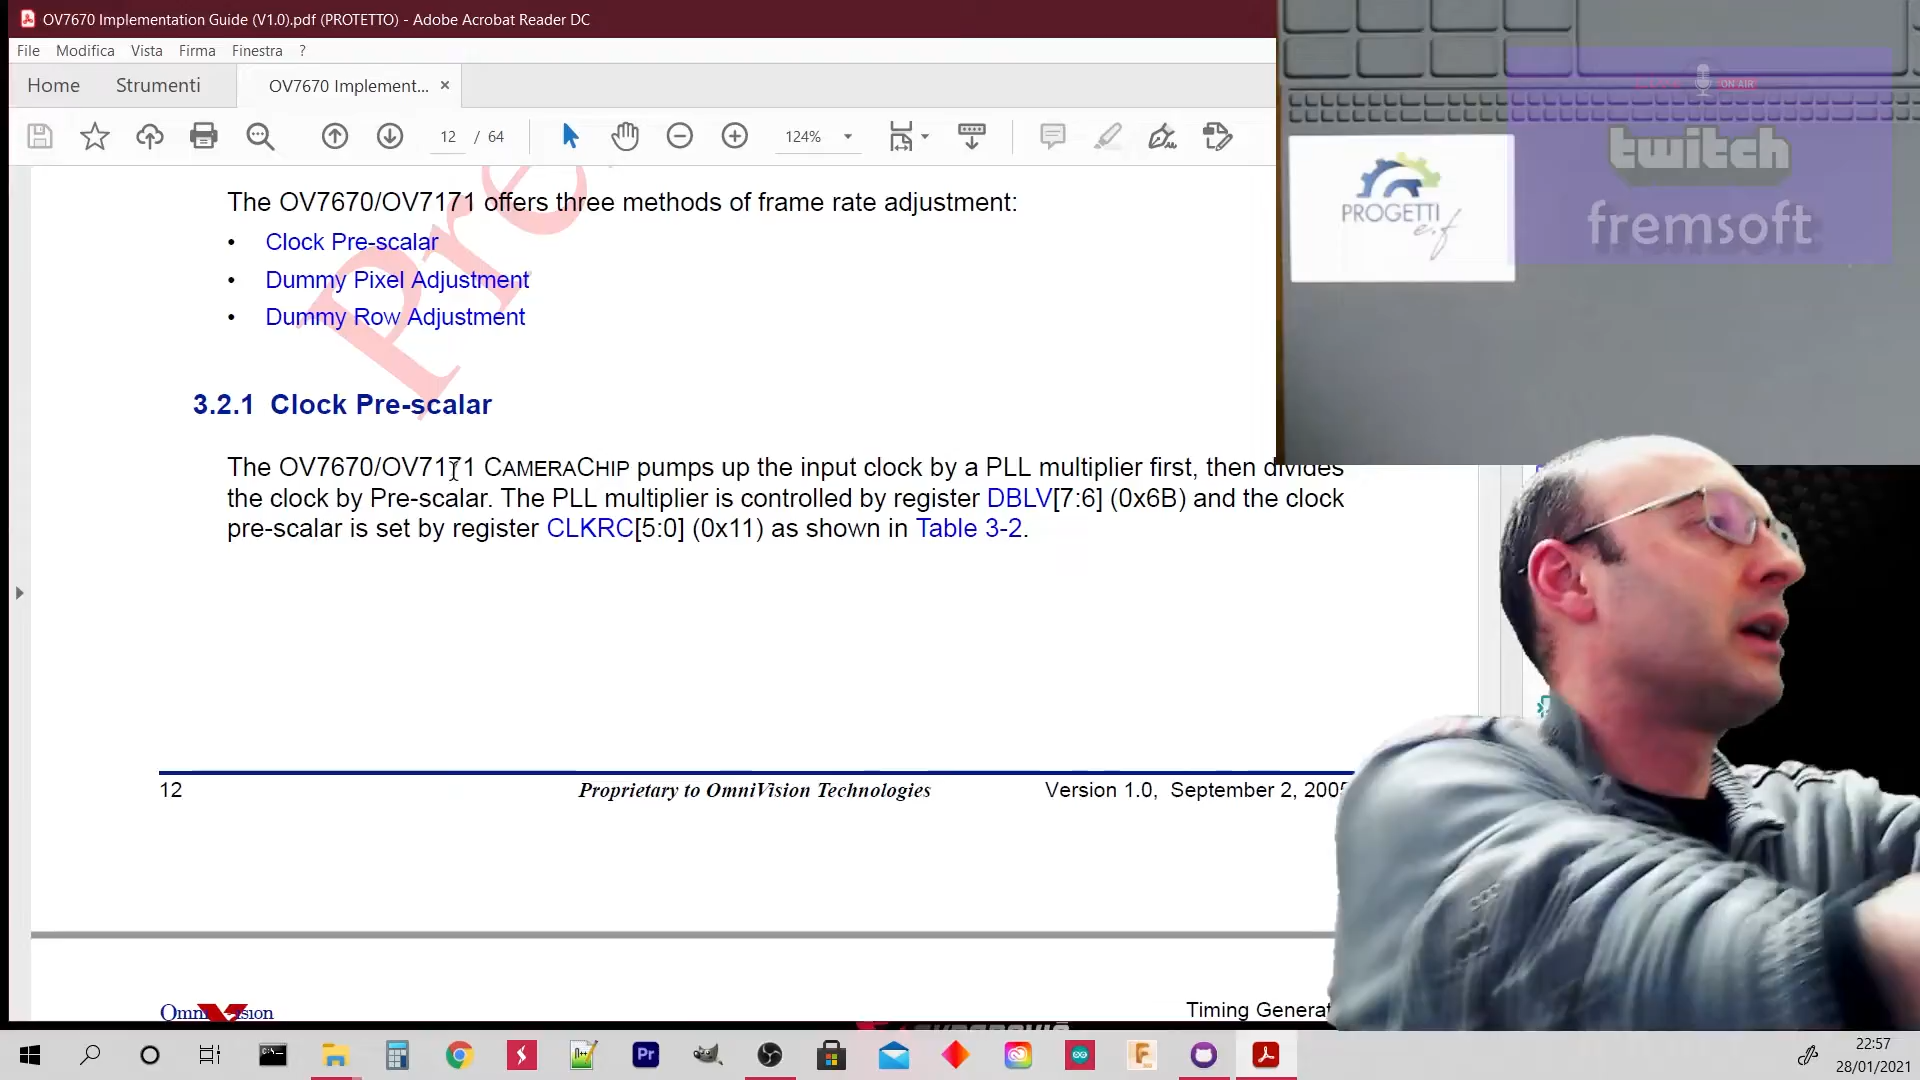 OV7670 Implementation Guide (V1.0).pdf (PROTETTO) - Adobe Acrobat Reader DC
File Modifica Vista Firma Finestra ?
Home Strumenti OV7670 Implement... ×
12 / 64 124%
The OV7670/OV7171 offers three methods of frame rate adjustment:
• Clock Pre-scalar
• Dummy Pixel Adjustment
• Dummy Row Adjustment
3.2.1 Clock Pre-scalar
The OV7670/OV7171 CAMERACHIP pumps up the input clock by a PLL multiplier first, then divides
the clock by Pre-scalar. The PLL multiplier is controlled by register DBLV[7:6] (0x6B) and the clock
pre-scalar is set by register CLKRC[5:0] (0x11) as shown in Table 3-2.
12 Proprietary to OmniVision Technologies Version 1.0, September 2, 2005
Timing Generat
ON AIR
twitch
fremsoft
PROGETTI
e.f
Pr
22:57
28/01/2021